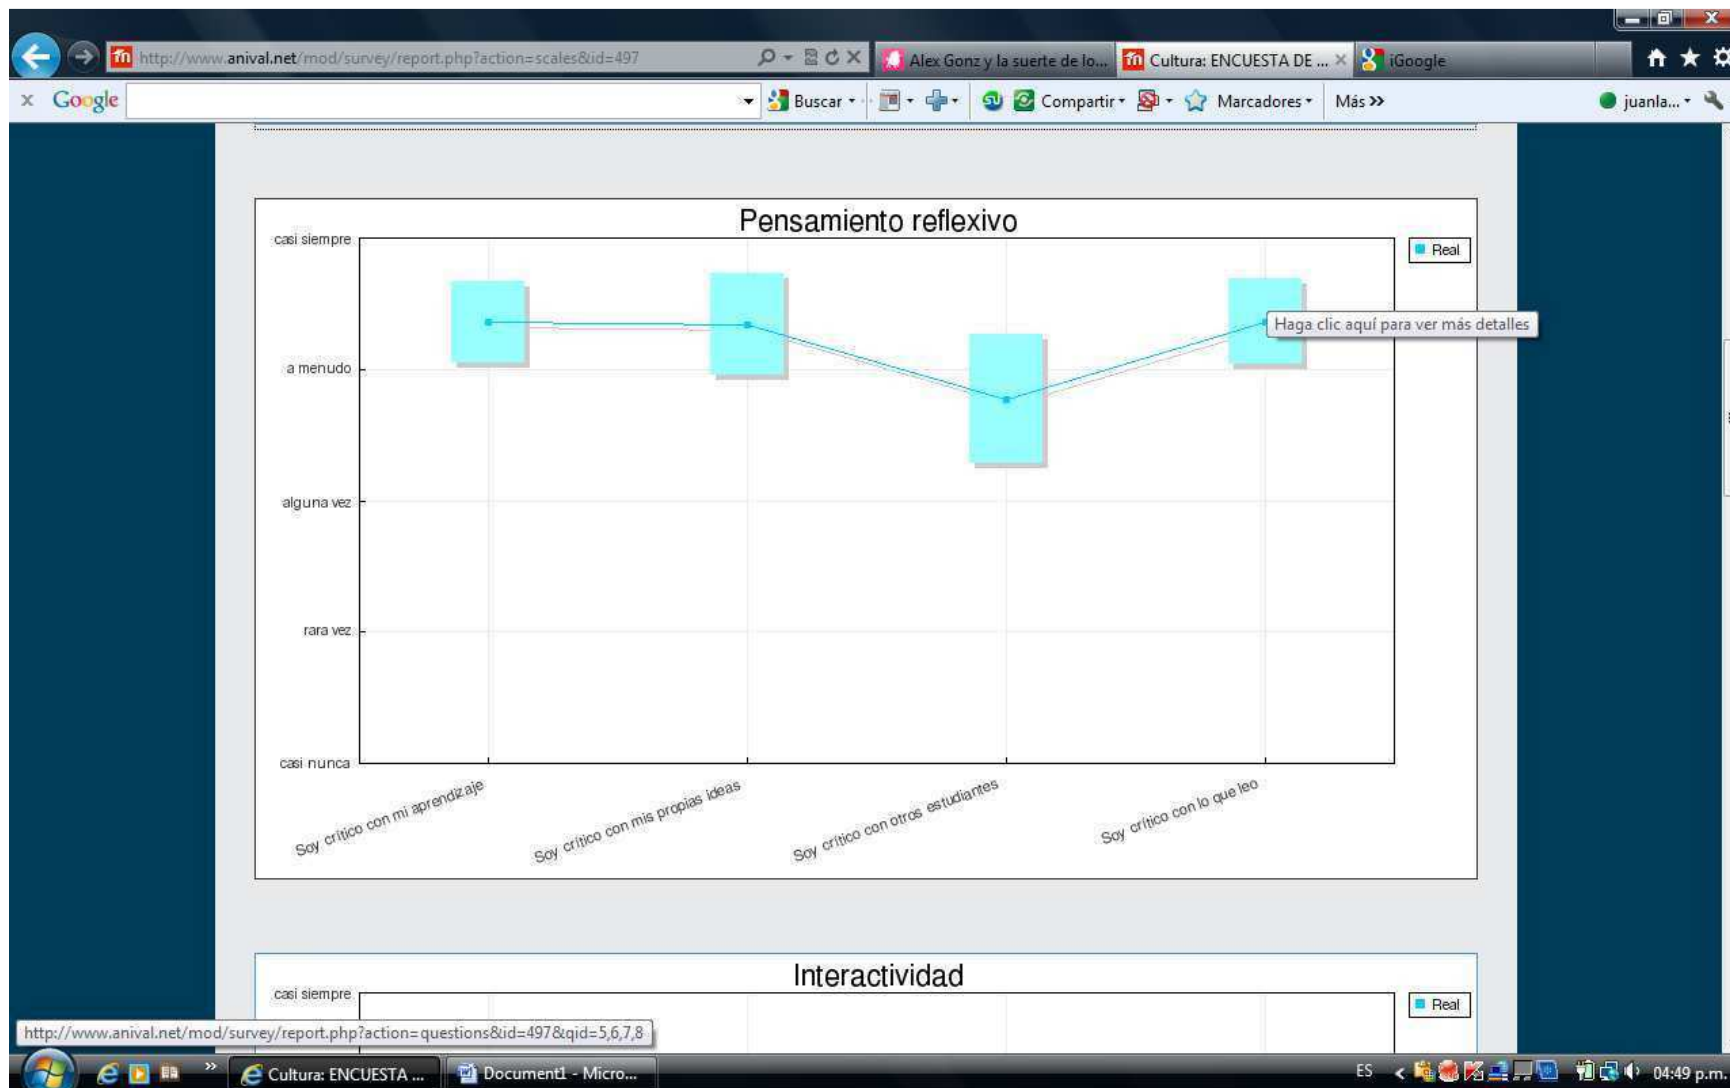 http://www.anival.net/mod/survey/report.php?action=scales&id=497
Alex Gonz y la suerte de lo...
Cultura: ENCUESTA DE ...
iGoogle
x Google
Buscar
Compartir
Marcadores
Más >>
juanla...
Pensamiento reflexivo
casi siempre
Real
Haga clic aquí para ver más detalles
a menudo
alguna vez
rara vez
casi nunca
Soy crítico con mi aprendizaje
Soy crítico con mis propias ideas
Soy crítico con otros estudiantes
Soy crítico con lo que leo
Interactividad
casi siempre
Real
http://www.anival.net/mod/survey/report.php?action=questions&id=497&qid=5,6,7,8
Cultura: ENCUESTA ...
Document1 - Micro...
ES
04:49 p.m.